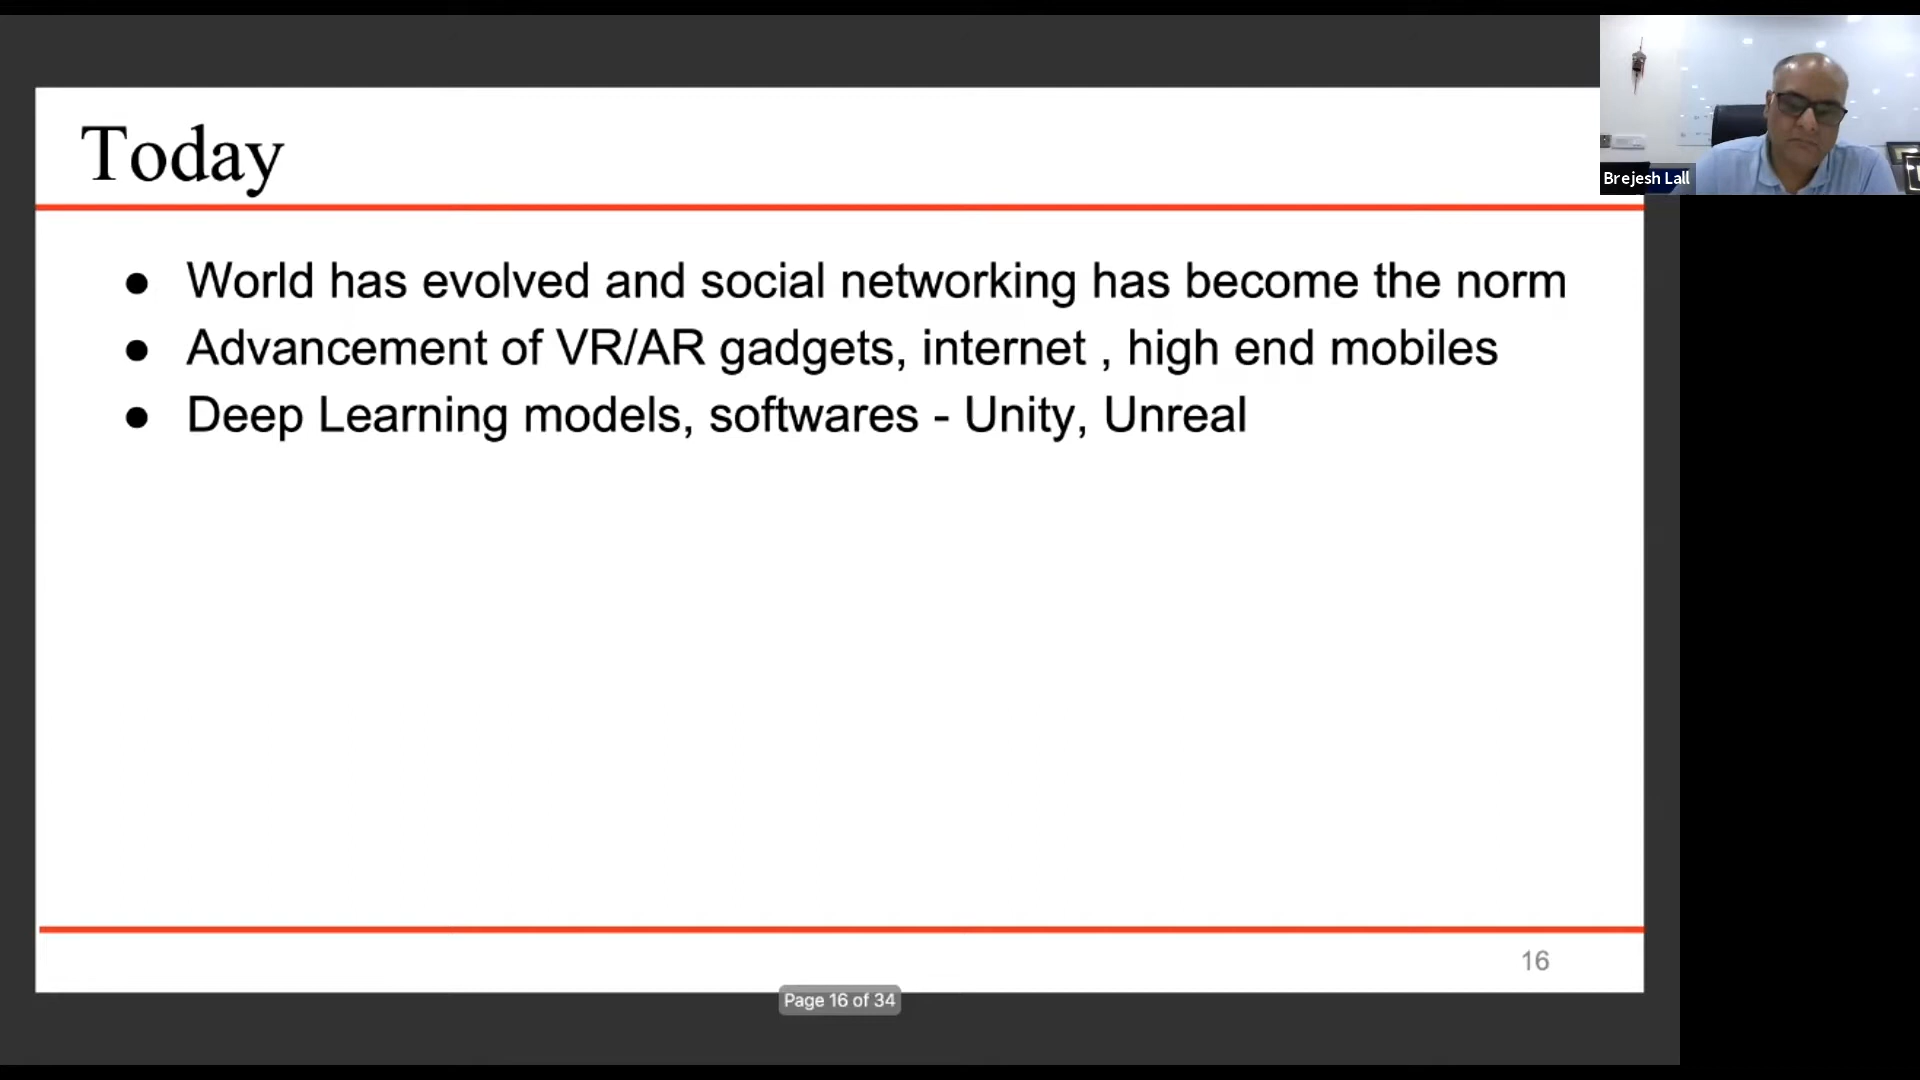 Today
● World has evolved and social networking has become the norm
● Advancement of VR/AR gadgets, internet , high end mobiles
● Deep Learning models, softwares - Unity, Unreal
16
Page 16 of 34
Brejesh Lall